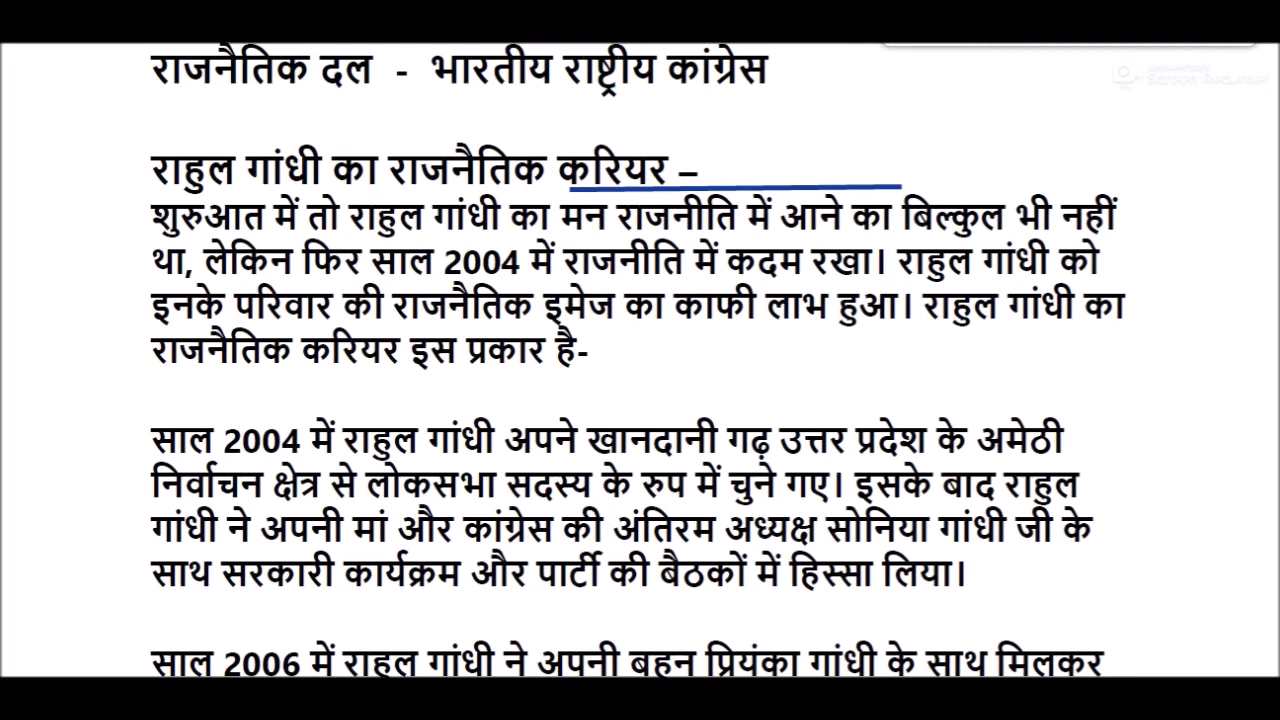 राजनैतिक दल - भारतीय राष्ट्रीय कांग्रेस
राहुल गांधी का राजनैतिक करियर –
शुरुआत में तो राहुल गांधी का मन राजनीति में आने का बिल्कुल भी नहीं
था, लेकिन फिर साल 2004 में राजनीति में कदम रखा। राहुल गांधी को
इनके परिवार की राजनैतिक इमेज का काफी लाभ हुआ। राहुल गांधी का
राजनैतिक करियर इस प्रकार है-
साल 2004 में राहुल गांधी अपने खानदानी गढ़ उत्तर प्रदेश के अमेठी
निर्वाचन क्षेत्र से लोकसभा सदस्य के रुप में चुने गए। इसके बाद राहुल
गांधी ने अपनी मां और कांग्रेस की अंतिरम अध्यक्ष सोनिया गांधी जी के
साथ सरकारी कार्यक्रम और पार्टी की बैठकों में हिस्सा लिया।
साल 2006 में राहुल गांधी ने अपनी बहन प्रियंका गांधी के साथ मिलकर
Screen Recorder